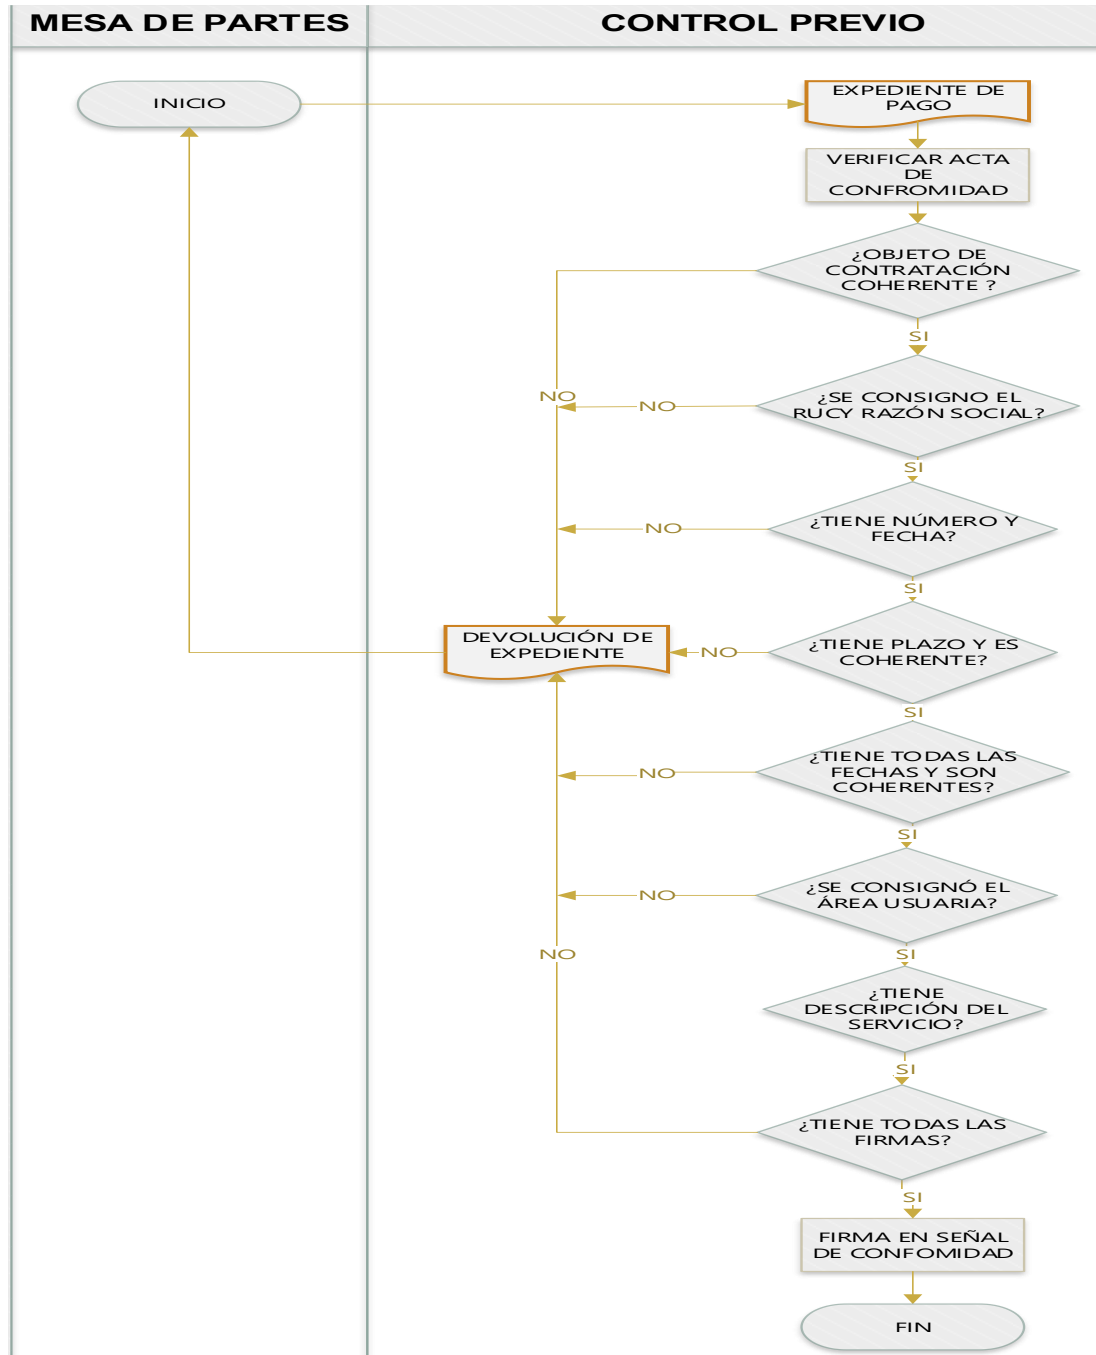 MESA DE PARTES
CONTROL PREVIO
INICIO
EXPEDIENTE DE
PAGO
VERIFICAR ACTA
DE
CONFROMIDAD
¿OBJETO DE
CONTRATACIÓN
COHERENTE ?
SI
NO
NO
¿SE CONSIGNO EL
RUCY RAZÓN SOCIAL?
SI
NO
¿TIENE NÚMERO Y
FECHA?
SI
DEVOLUCIÓN DE
EXPEDIENTE
NO
¿TIENE PLAZO Y ES
COHERENTE?
SI
NO
¿TIENE TODAS LAS
FECHAS Y SON
COHERENTES?
SI
NO
¿SE CONSIGNÓ EL
ÁREA USUARIA?
NO
SI
¿TIENE
DESCRIPCIÓN DEL
SERVICIO?
SI
¿TIENE TODAS LAS
FIRMAS?
SI
FIRMA EN SEÑAL
DE CONFOMIDAD
FIN